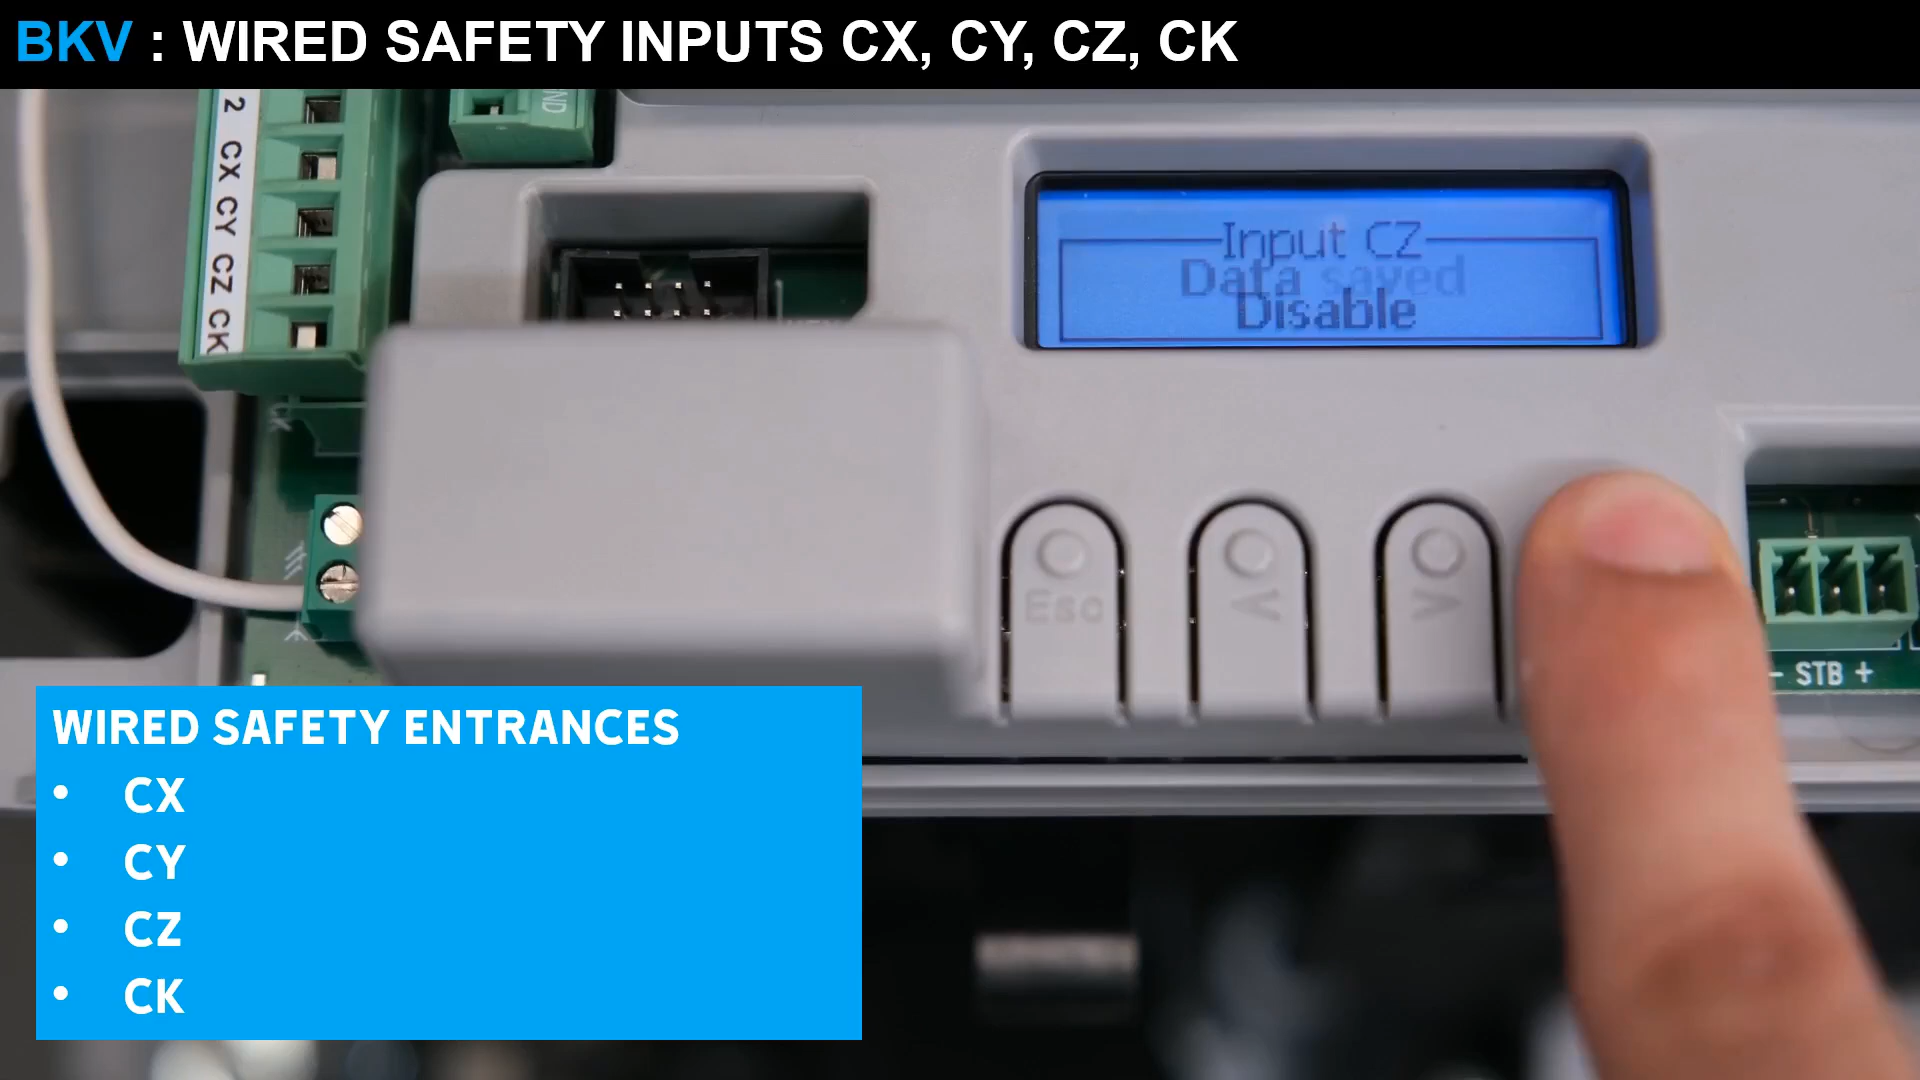 BKV : WIRED SAFETY INPUTS CX, CY, CZ, CK
2 CX CY CZ CK
ND
Input CZ
Data saved
Disable
Esc < >
- STB +
WIRED SAFETY ENTRANCES
• CX
• CY
• CZ
• CK